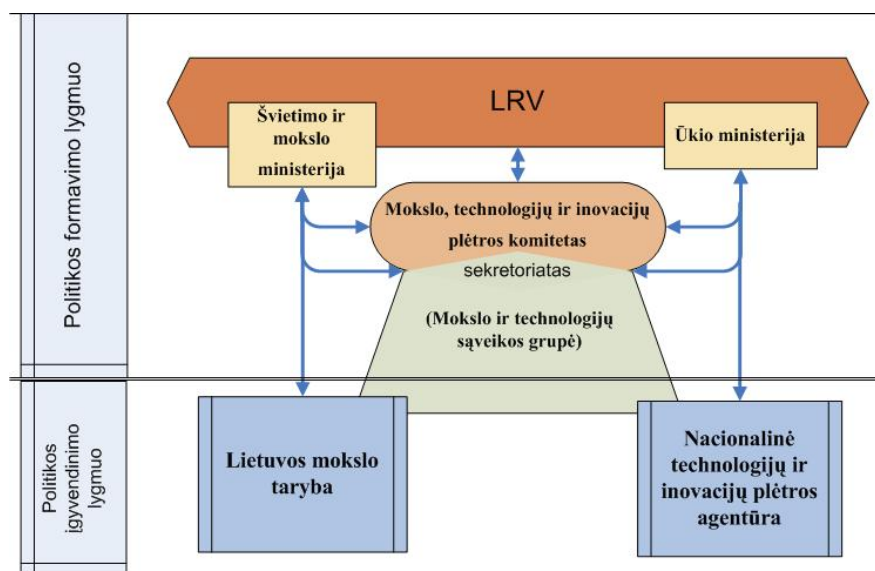 Politikos formavimo lygmuo
LRV
Švietimo ir
mokslo
ministerija
Ūkio ministerija
Mokslo, technologijų ir inovacijų
plėtros komitetas
sekretoriatas
(Mokslo ir technologijų
sąveikos grupė)
Politikos
įgyvendinimo
lygmuo
Lietuvos mokslo
taryba
Nacionalinė
technologijų ir
inovacijų plėtros
agentūra